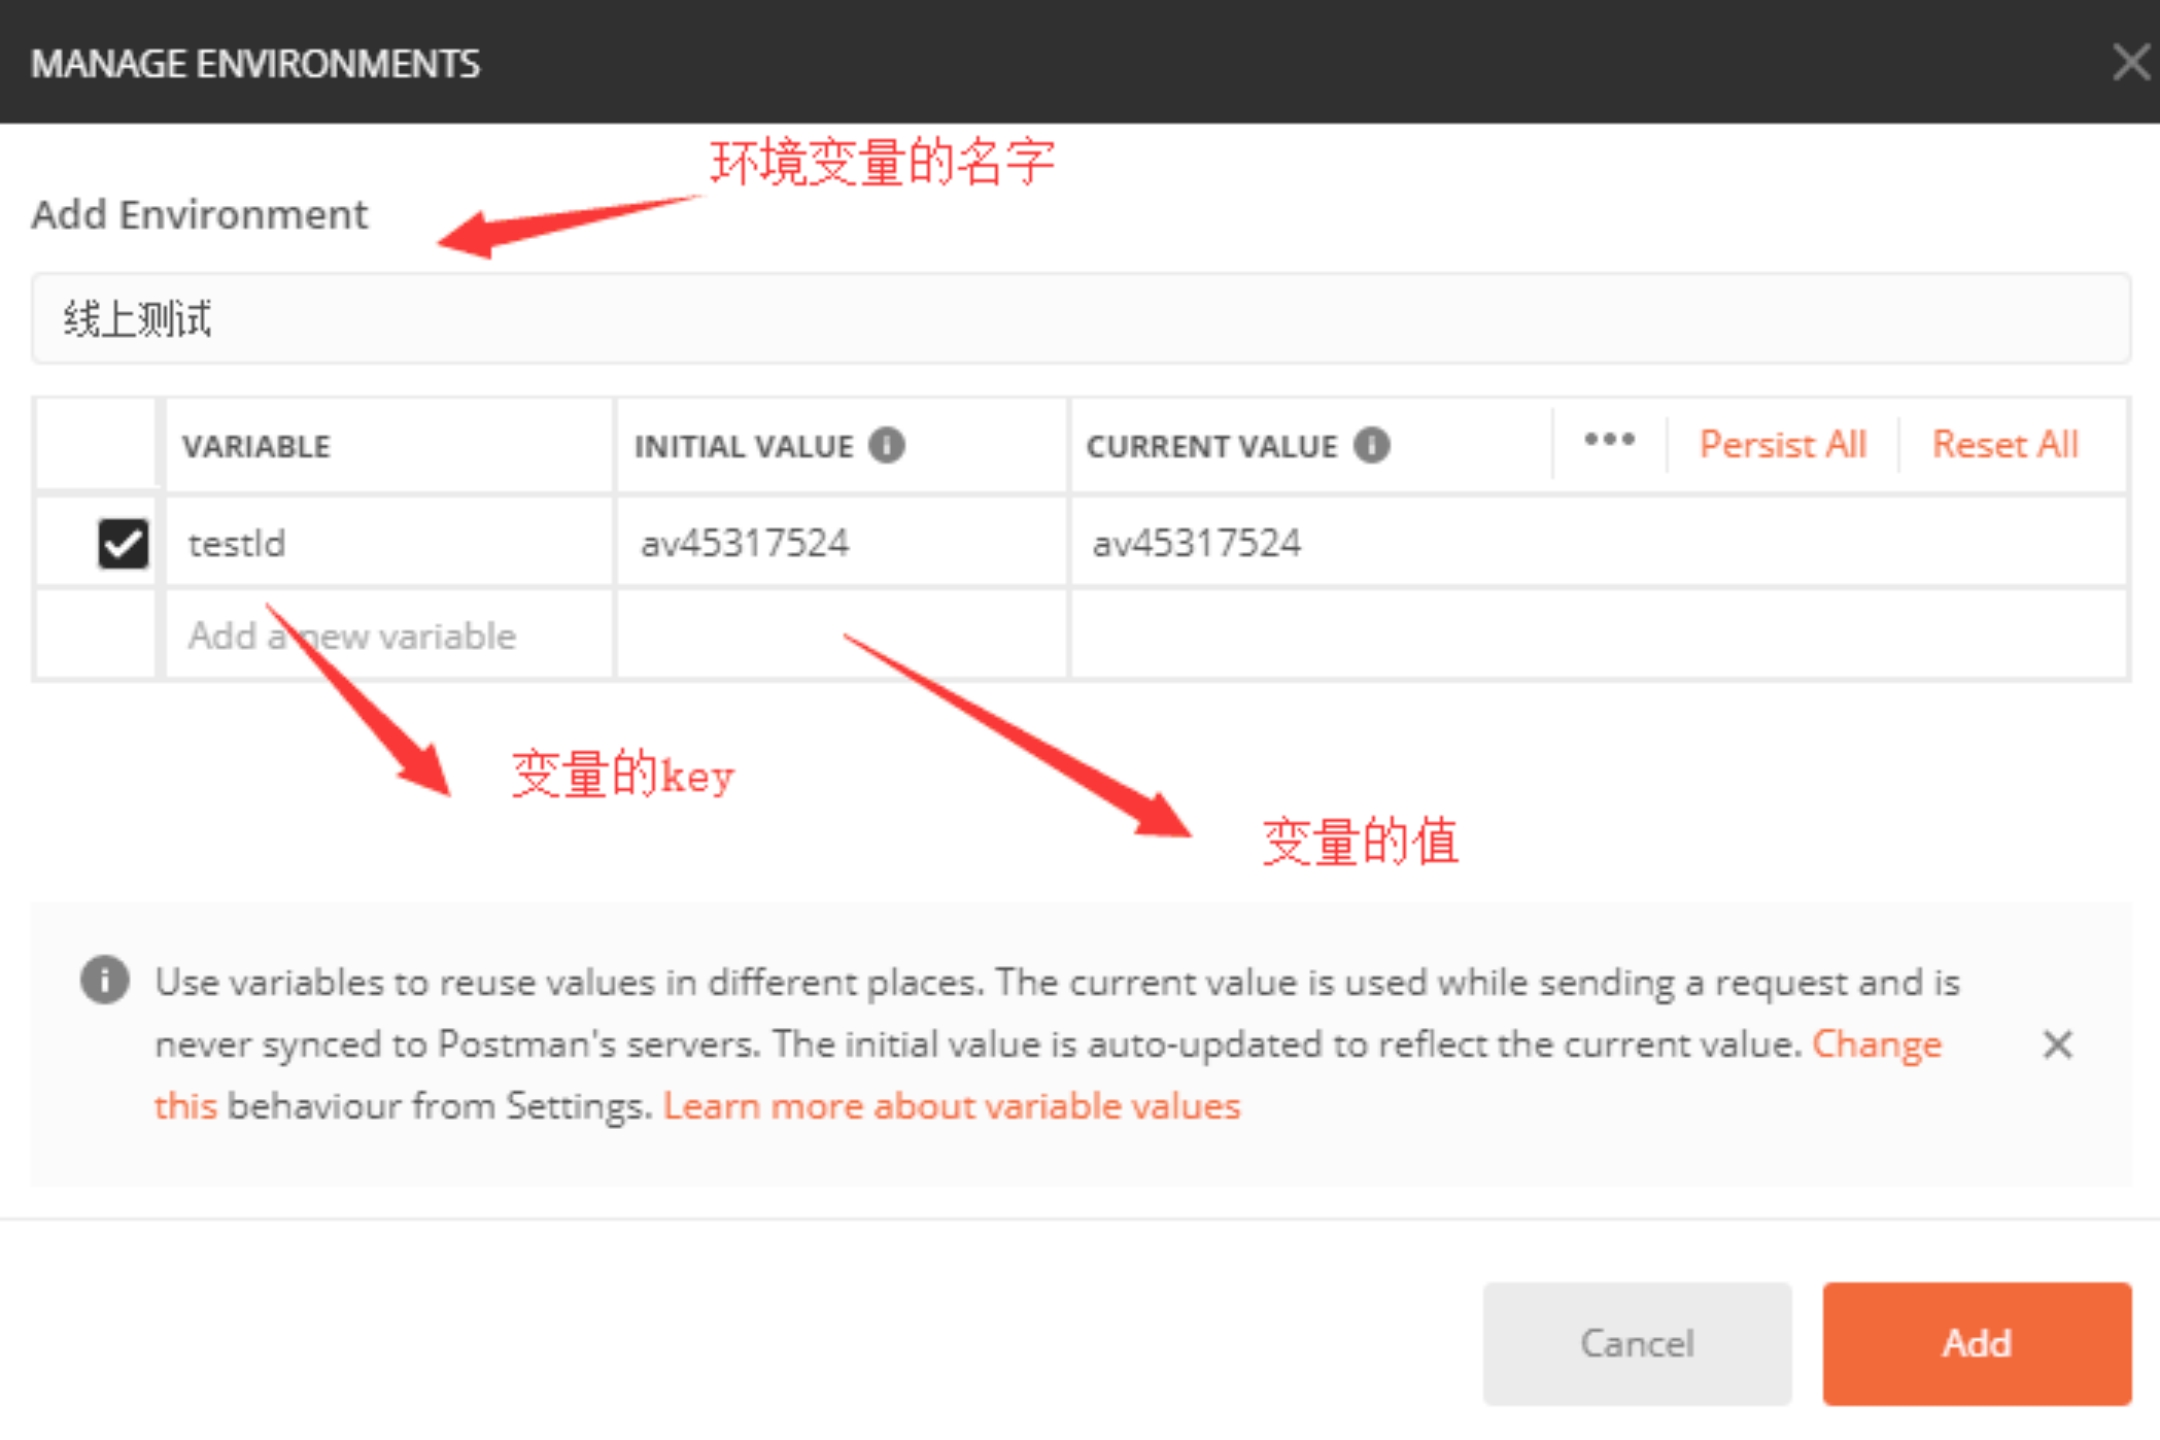 MANAGE ENVIRONMENTS
环境变量的名字
Add Environment
线上测试
VARIABLE INITIAL VALUE CURRENT VALUE Persist All Reset All
testId av45317524 av45317524
Add a new variable
变量的key
变量的值
Use variables to reuse values in different places. The current value is used while sending a request and is
never synced to Postman's servers. The initial value is auto-updated to reflect the current value. Change
this behaviour from Settings. Learn more about variable values
Cancel Add